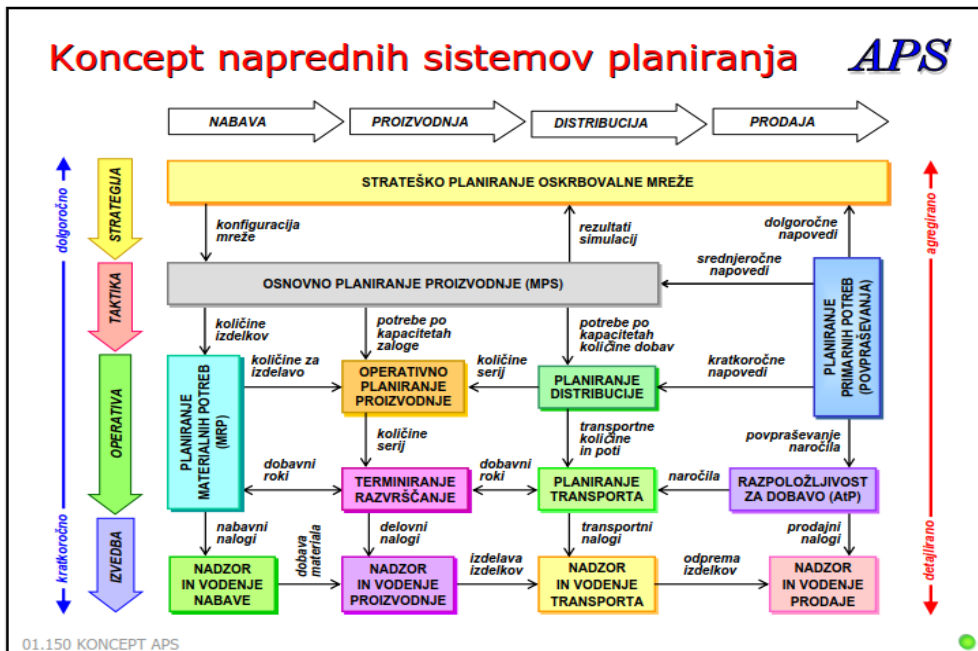 Koncept naprednih sistemov planiranja
APS
NABAVA
PROIZVODNJA
DISTRIBUCIJA
PRODAJA
dolgoročno
kratkoročno
STRATEGIJA
TAKTIKA
OPERATIVA
IZVEDBA
agregirano
detajlirano
STRATEŠKO PLANIRANJE OSKRBOVALNE MREŽE
konfiguracija
mreže
rezultati
simulacij
dolgoročne
napovedi
srednjeročne
napovedi
OSNOVNO PLANIRANJE PROIZVODNJE (MPS)
PLANIRANJE
PRIMARNIH POTREB
(POVPRAŠEVANJA)
količine
izdelkov
potrebe po
kapacitetah
zaloge
potrebe po
kapacitetah
količine dobav
PLANIRANJE
MATERIALNIH POTREB
(MRP)
količine za
izdelavo
OPERATIVNO
PLANIRANJE
PROIZVODNJE
količine
serij
PLANIRANJE
DISTRIBUCIJE
kratkoročne
napovedi
količine
serij
transportne
količine
in poti
povpraševanje
naročila
dobavni
roki
TERMINIRANJE
RAZVRŠČANJE
dobavni
roki
PLANIRANJE
TRANSPORTA
naročila
RAZPOLOŽLJIVOST
ZA DOBAVO (AtP)
nabavni
nalogi
dobava
materiala
delovni
nalogi
izdelava
izdelkov
transportni
nalogi
odprema
izdelkov
prodajni
nalogi
NADZOR
IN VODENJE
NABAVE
NADZOR
IN VODENJE
PROIZVODNJE
NADZOR
IN VODENJE
TRANSPORTA
NADZOR
IN VODENJE
PRODAJE
01.150 KONCEPT APS